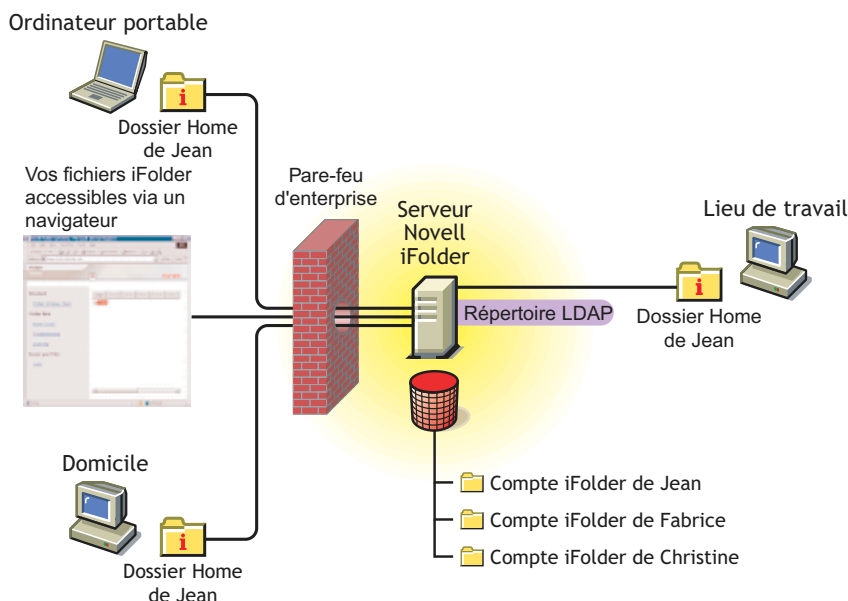 Ordinateur portable
i
Dossier Home
de Jean
Vos fichiers iFolder
accessibles via un
navigateur
Pare-feu
d'enterprise
Serveur
Novell
iFolder
Répertoire LDAP
Lieu de travail
i
Dossier Home
de Jean
Domicile
i
Dossier Home
de Jean
Compte iFolder de Jean
Compte iFolder de Fabrice
Compte iFolder de Christine